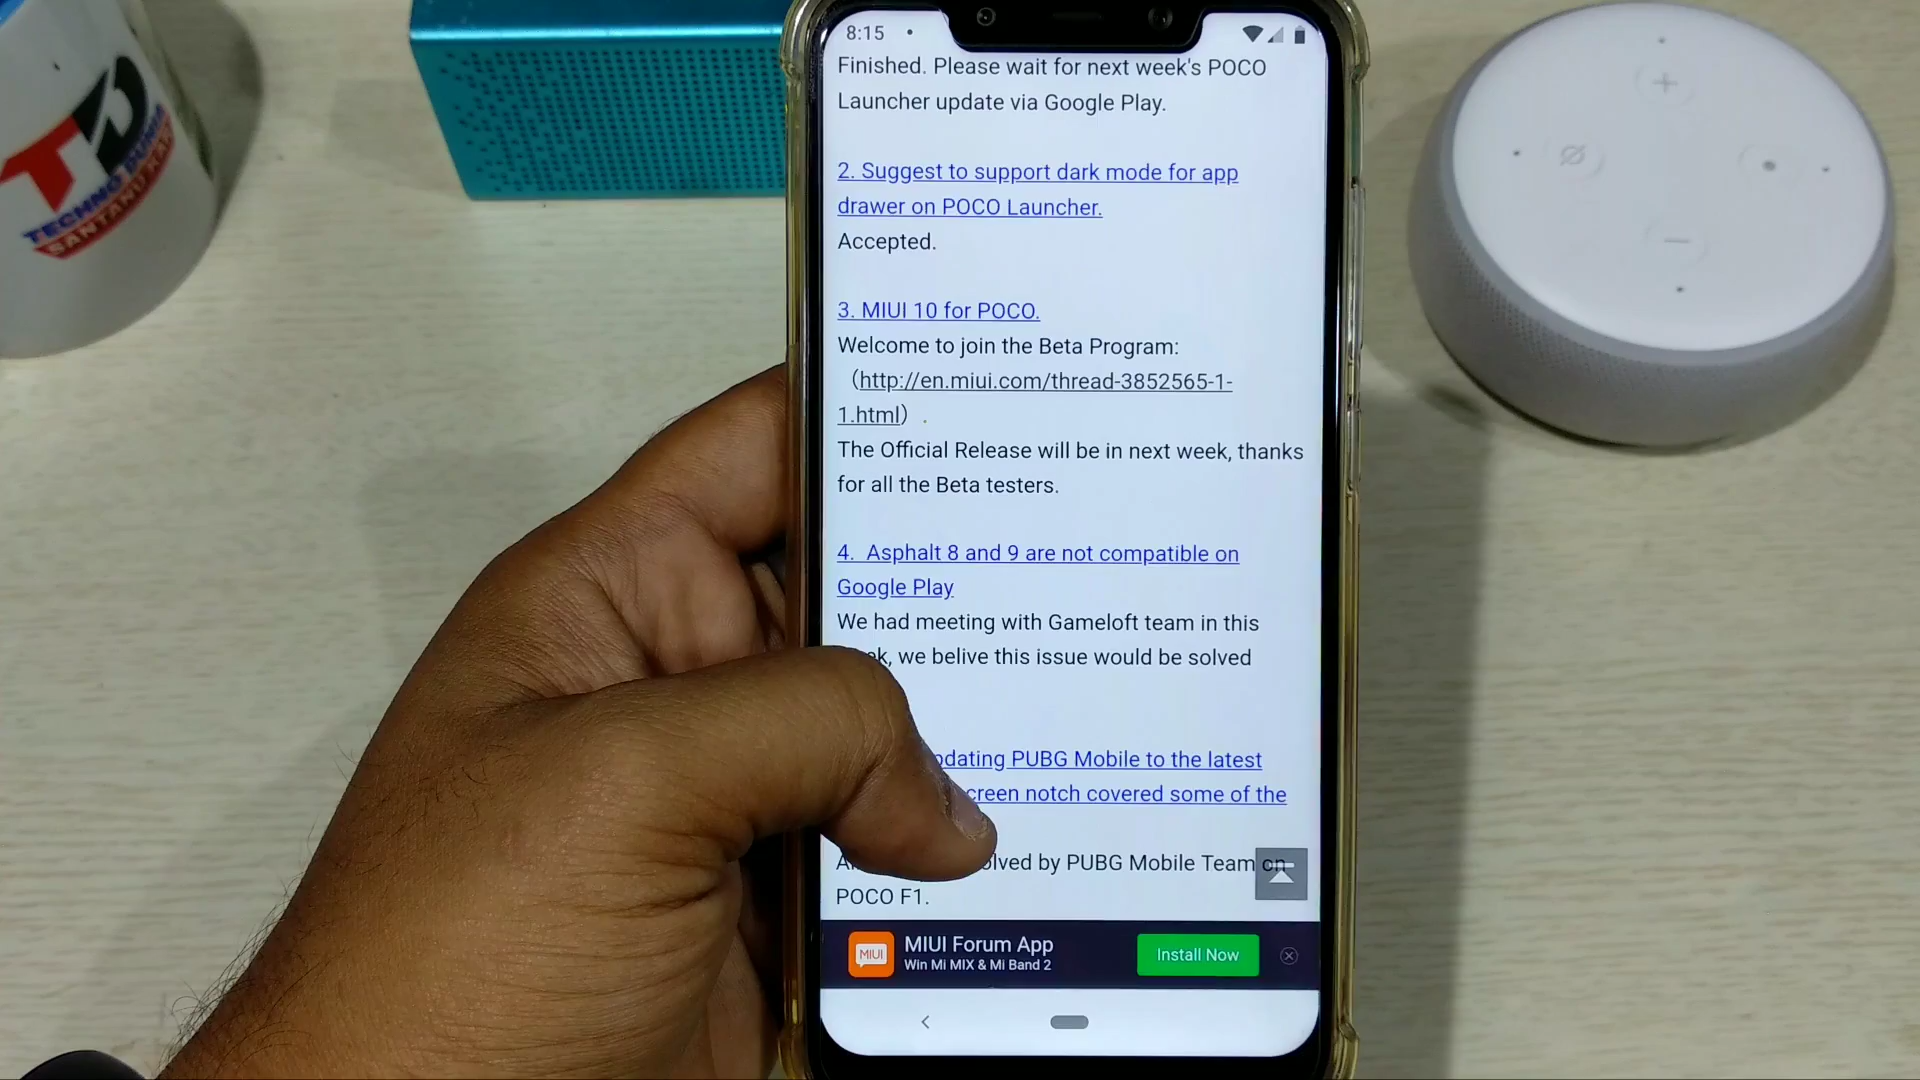 TD
TECHNO DUNIA
SANTANU KAR
8:15
Finished. Please wait for next week's POCO
Launcher update via Google Play.
2. Suggest to support dark mode for app
drawer on POCO Launcher.
Accepted.
3. MIUI 10 for POCO.
Welcome to join the Beta Program:
（http://en.miui.com/thread-3852565-1-
1.html）.
The Official Release will be in next week, thanks
for all the Beta testers.
4. Asphalt 8 and 9 are not compatible on
Google Play
We had meeting with Gameloft team in this
we belive this issue would be solved
PUBG Mobile to the latest
notch covered some of the
by PUBG Mobile Team on
POCO F1.
MIUI
MIUI Forum App
Win Mi MIX & Mi Band 2
Install Now